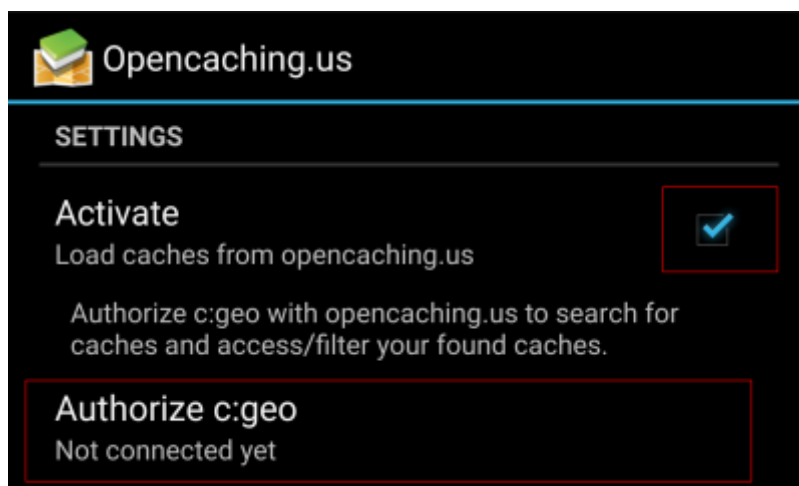 Opencaching.us
SETTINGS
Activate
Load caches from opencaching.us
Authorize c:geo with opencaching.us to search for
caches and access/filter your found caches.
Authorize c:geo
Not connected yet